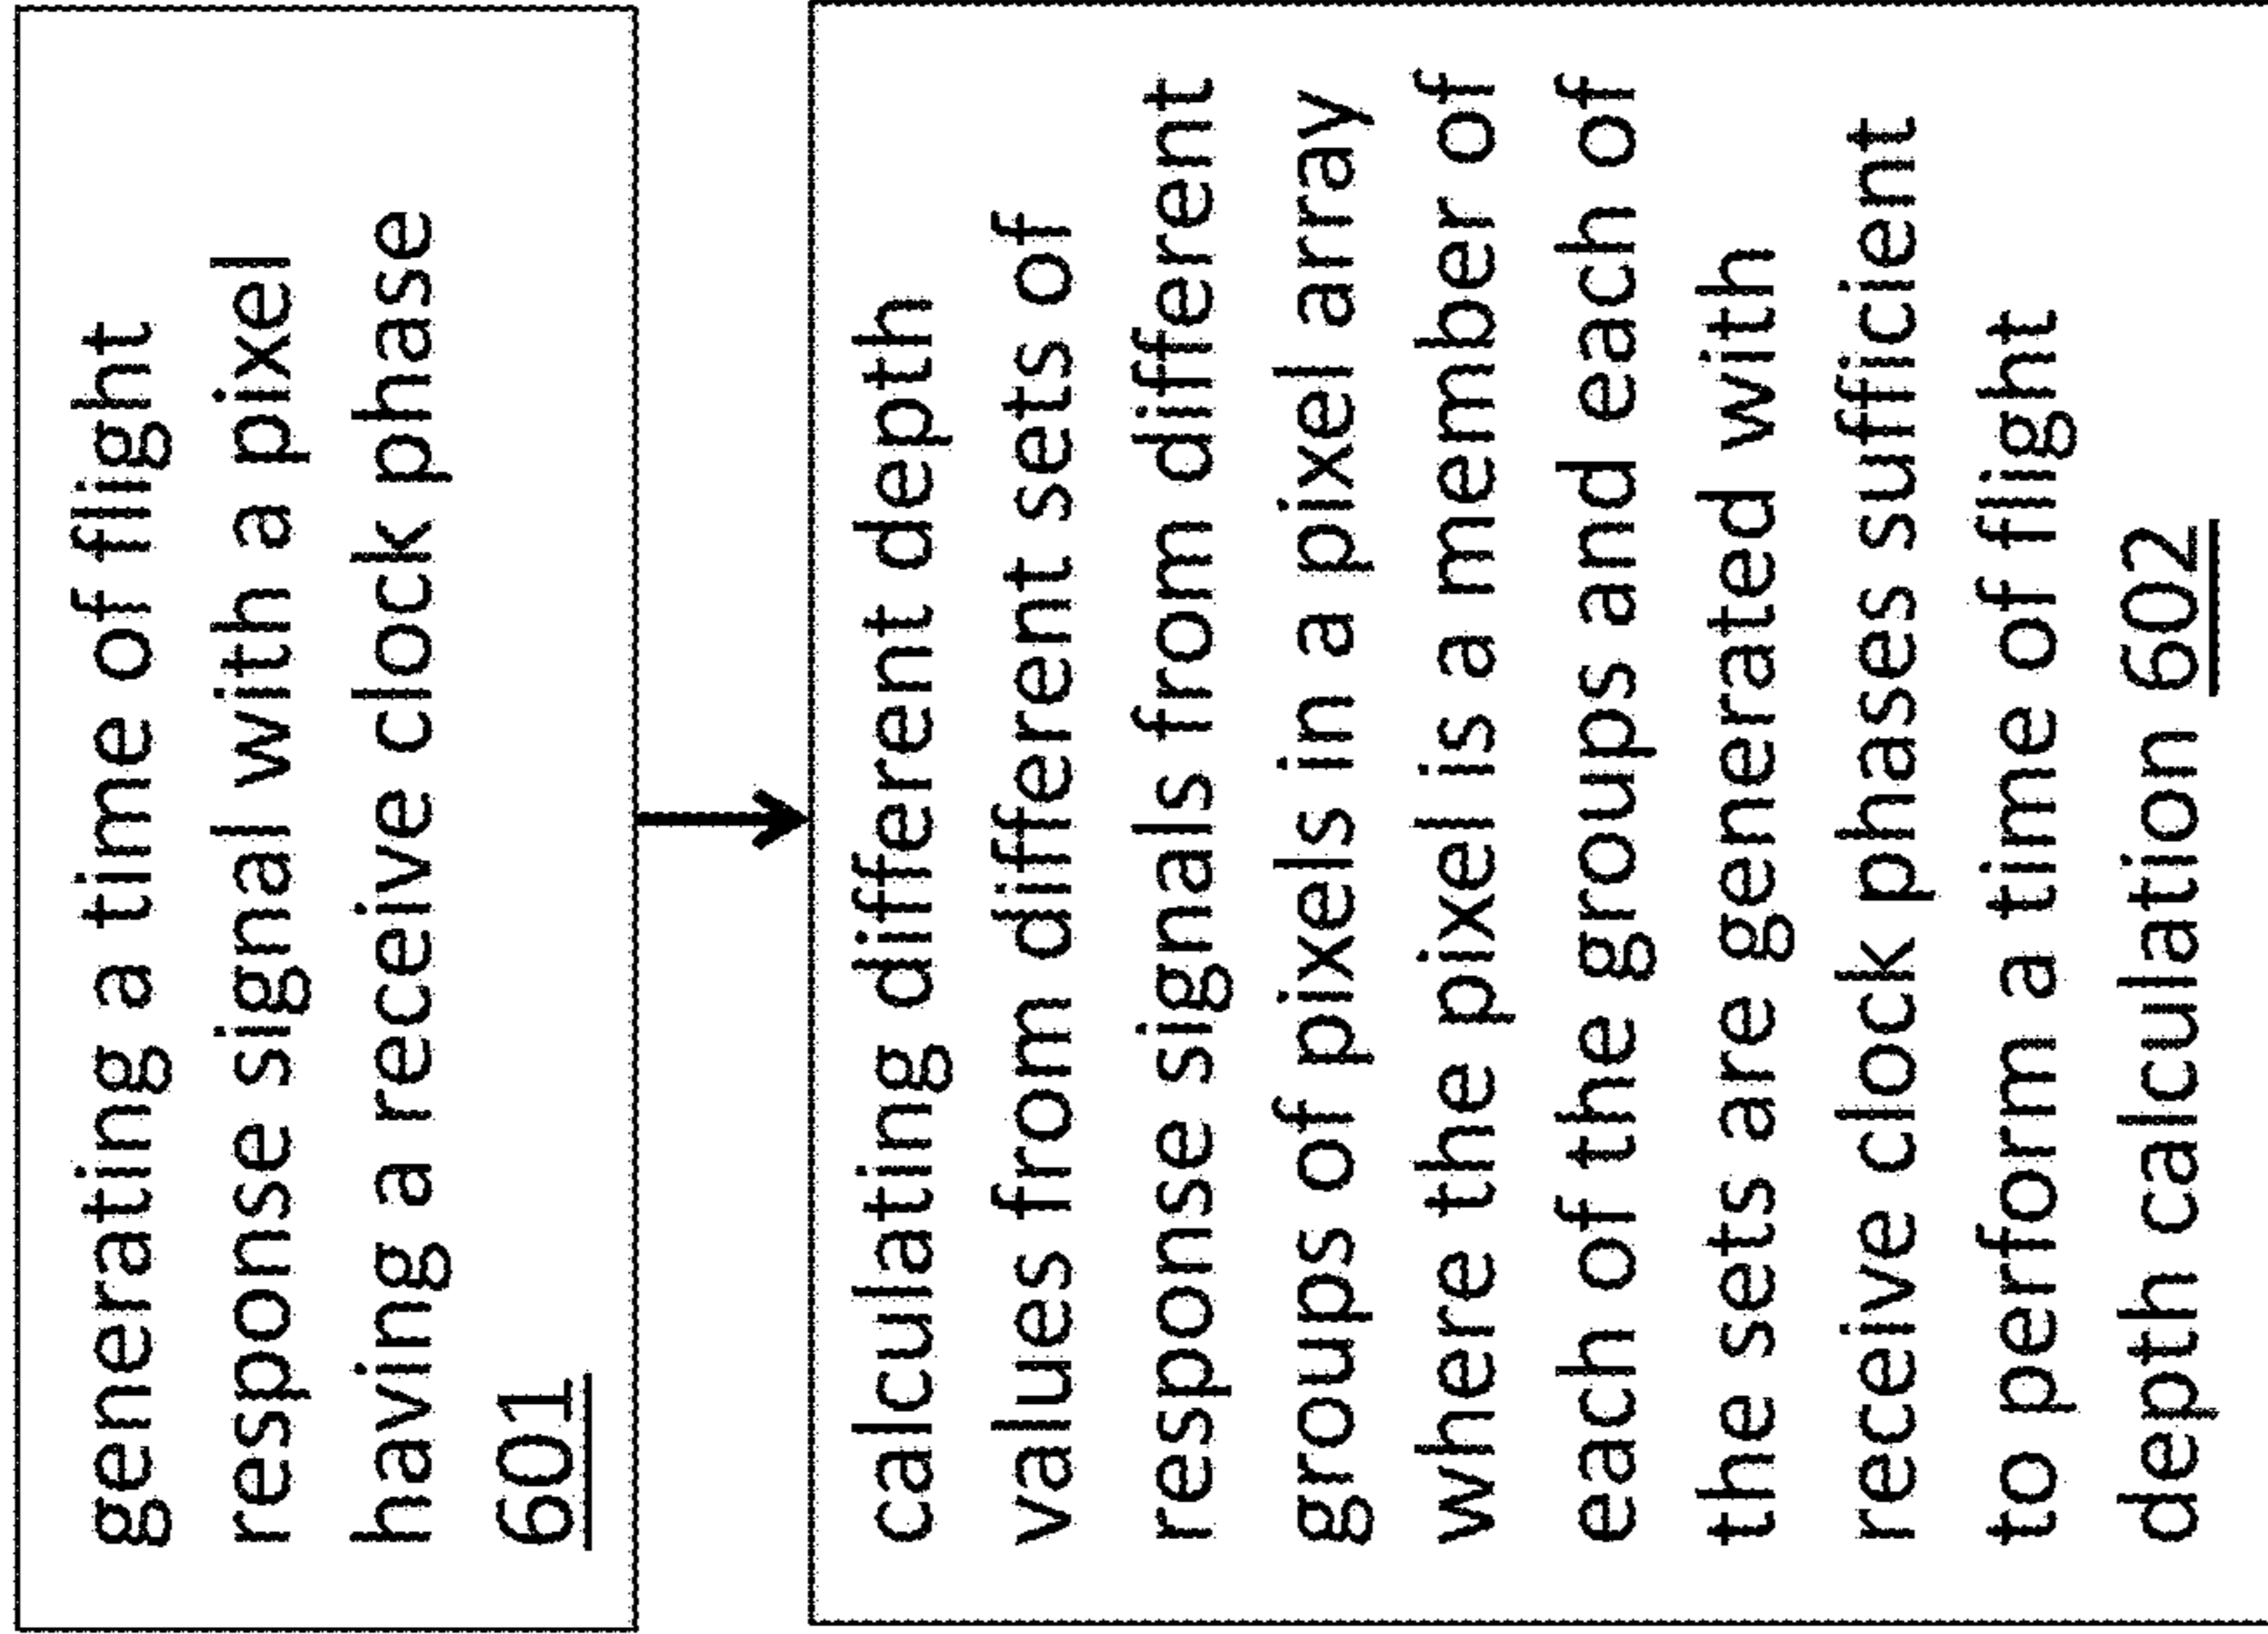 generating a time of flight
response signal with a pixel
having a receive clock phase
601
calculating different depth
values from different sets of
response signals from different
groups of pixels in a pixel array
where the pixel is a member of
each of the groups and each of
the sets are generated with
receive clock phases sufficient
to perform a time of flight
depth calculation 602